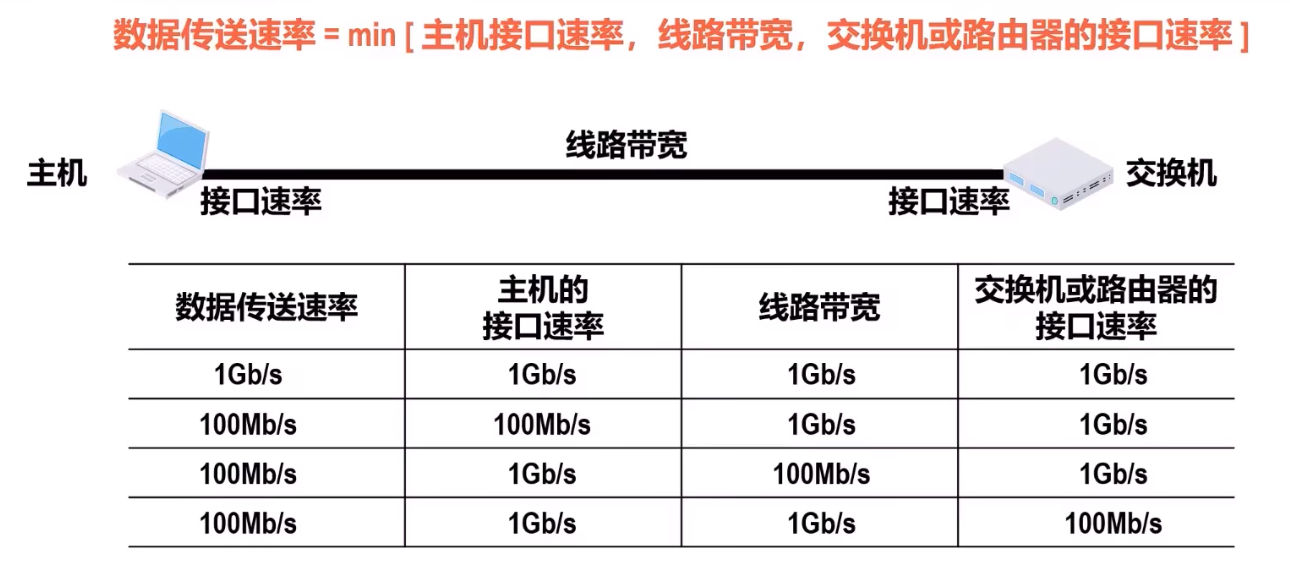 数据传送速率 = min [ 主机接口速率，线路带宽，交换机或路由器的接口速率 ]
线路带宽
主机
交换机
接口速率
接口速率
数据传送速率
主机的
接口速率
线路带宽
交换机或路由器的
接口速率
1Gb/s 1Gb/s 1Gb/s 1Gb/s
100Mb/s 100Mb/s 1Gb/s 1Gb/s
100Mb/s 1Gb/s 100Mb/s 1Gb/s
100Mb/s 1Gb/s 1Gb/s 100Mb/s